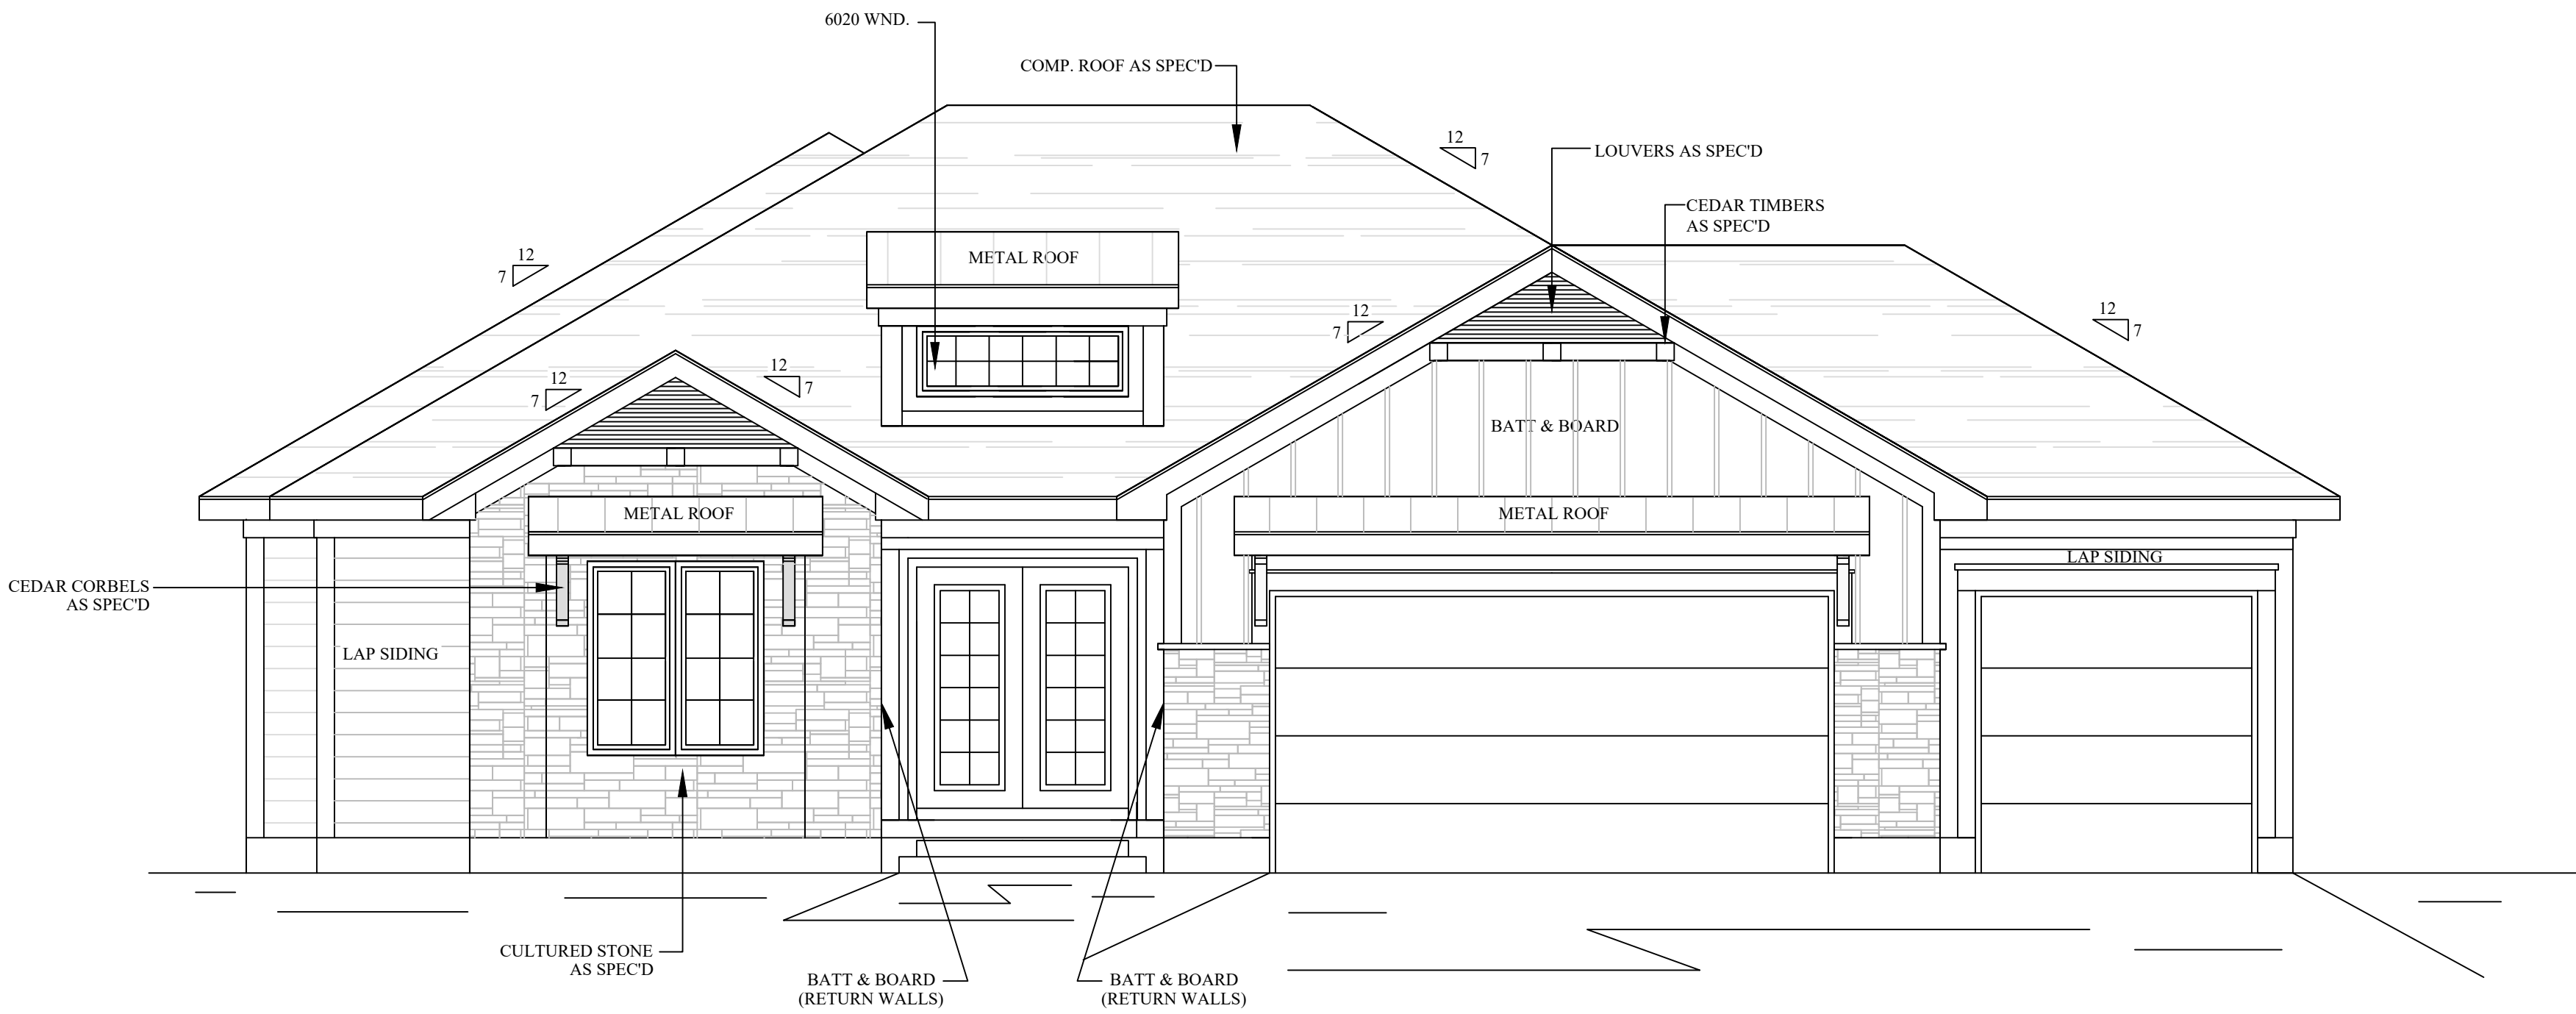 6020 WND.
COMP. ROOF AS SPEC'D
12
7
LOUVERS AS SPEC'D
CEDAR TIMBERS
AS SPEC'D
12
7
METAL ROOF
12
7
12
7
12
7
12
7
BATT & BOARD
METAL ROOF
METAL ROOF
LAP SIDING
CEDAR CORBELS
AS SPEC'D
LAP SIDING
CULTURED STONE
AS SPEC'D
BATT & BOARD
(RETURN WALLS)
BATT & BOARD
(RETURN WALLS)